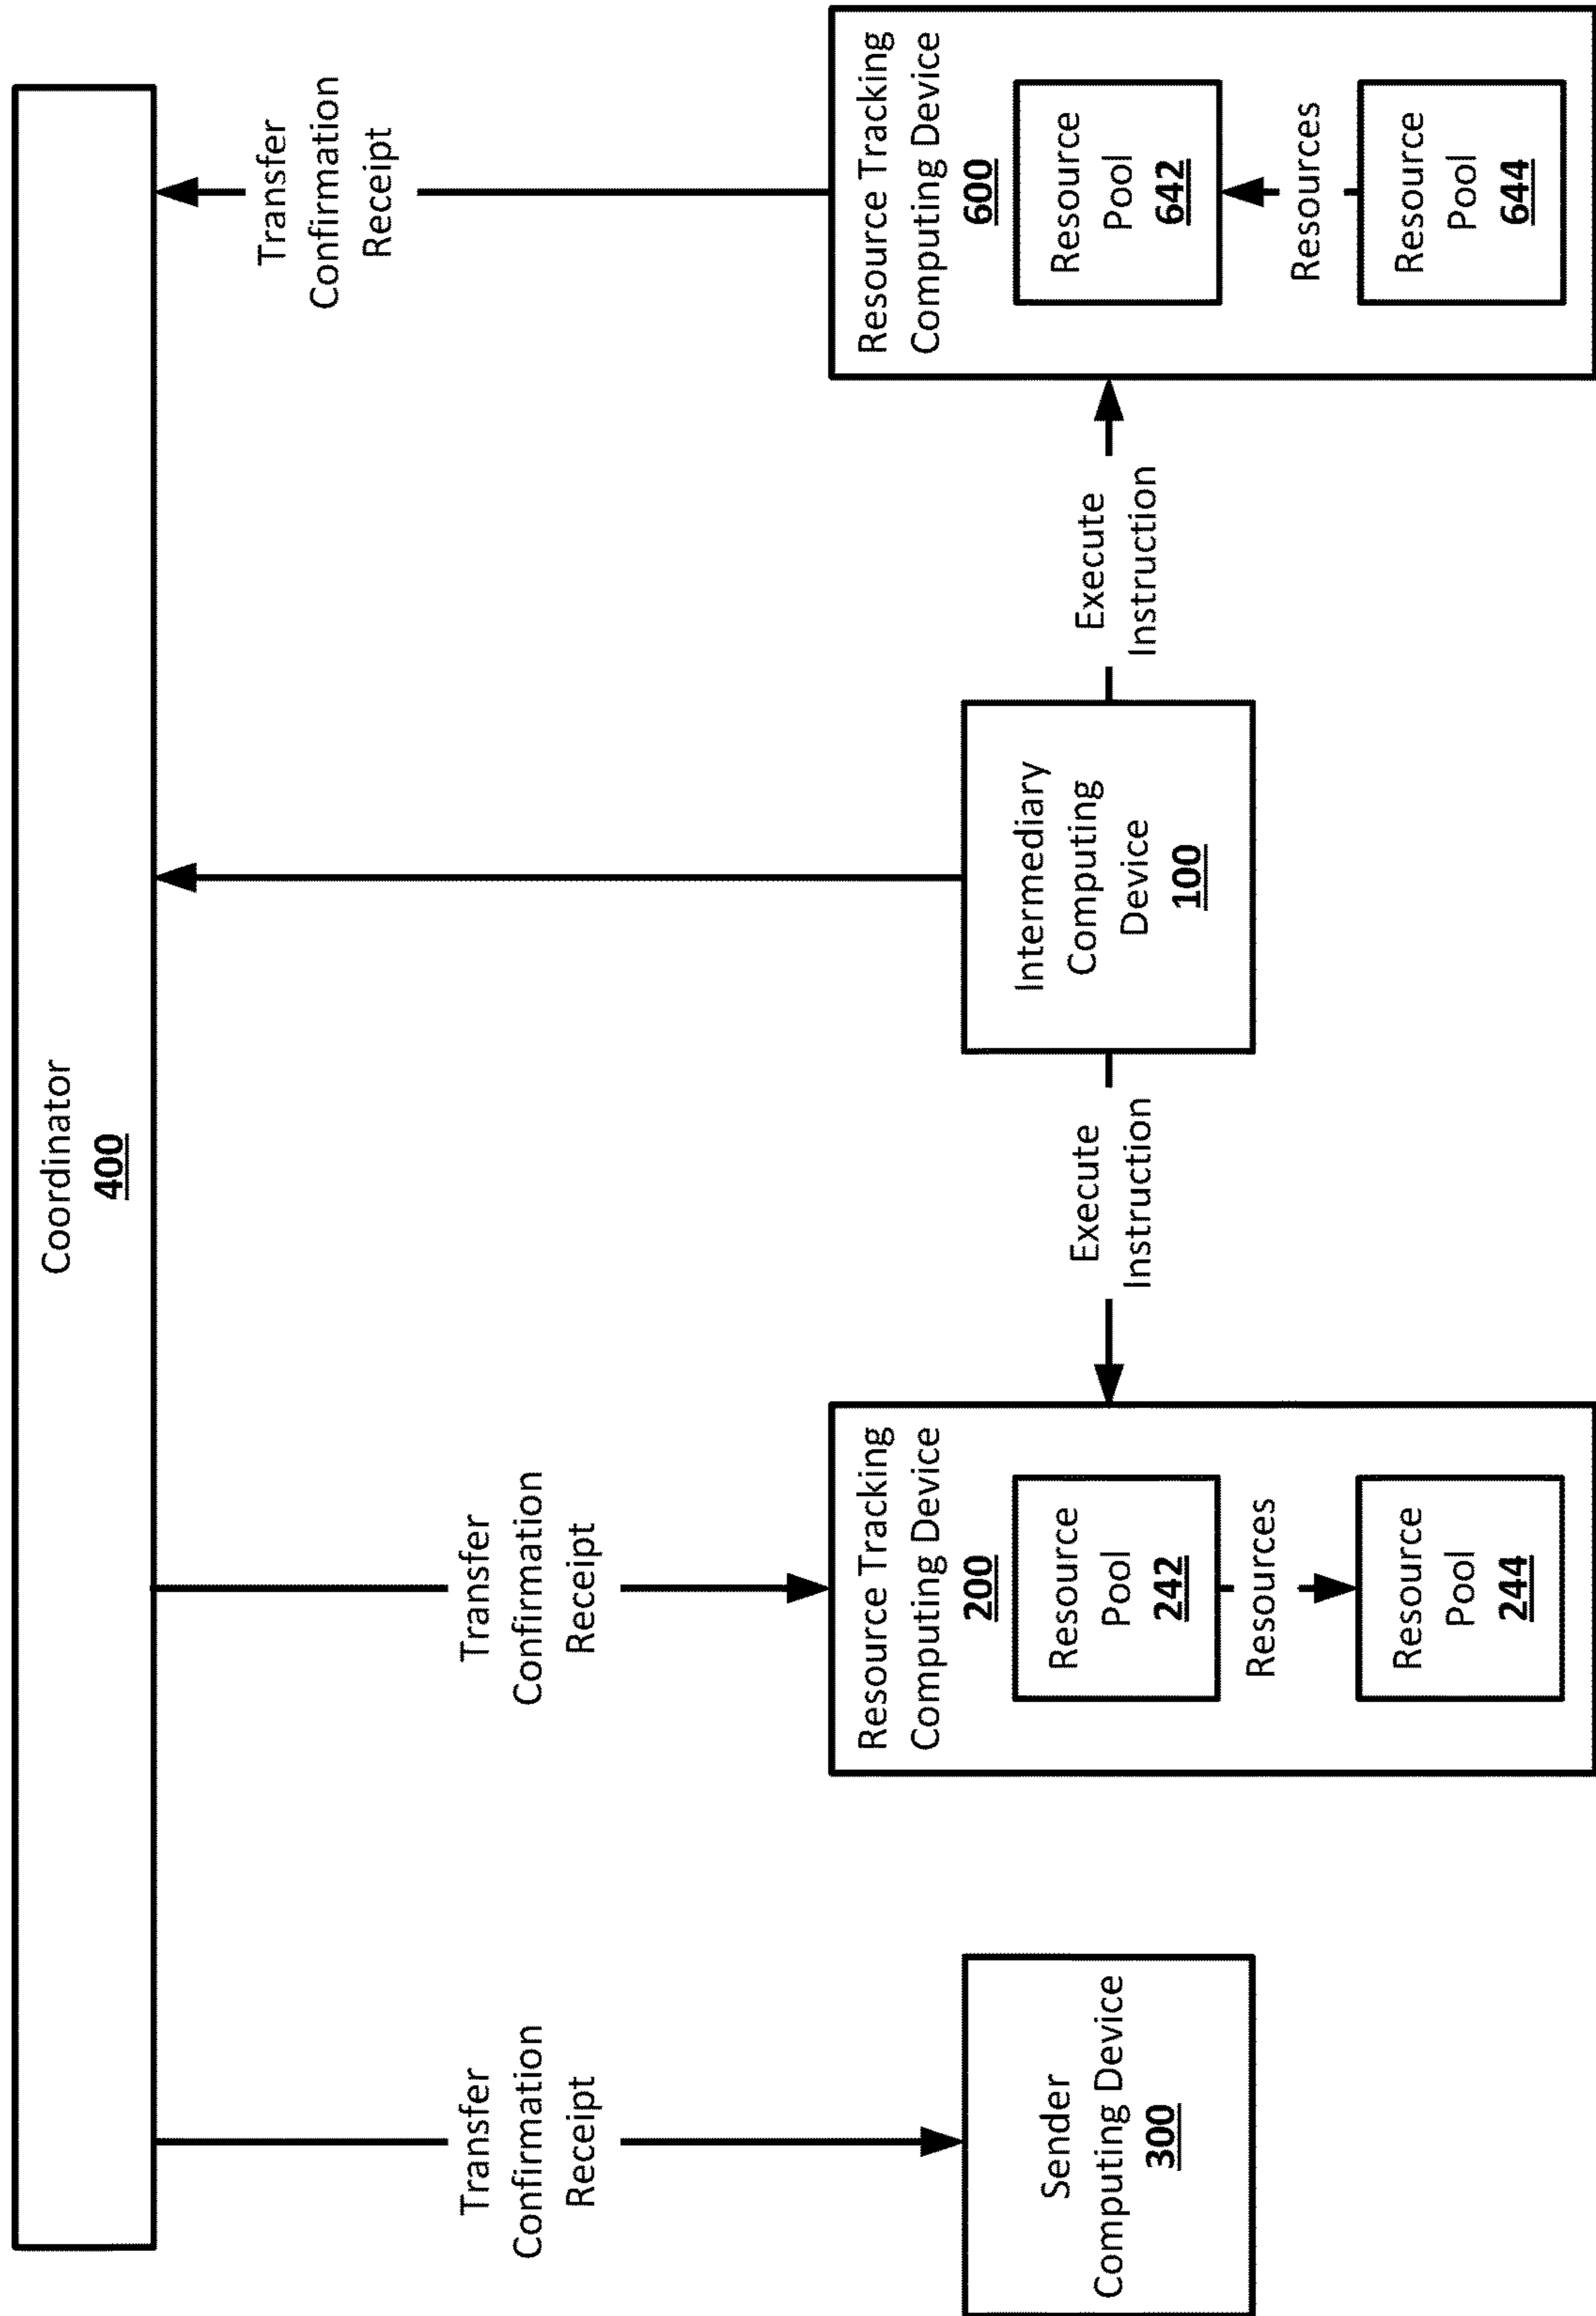 Coordinator
400
Transfer
Confirmation
Receipt
Transfer
Confirmation
Receipt
Transfer
Confirmation
Receipt
Sender
Computing Device
300
Resource Tracking
Computing Device
200
Resource
Pool
242
Resources
Resource
Pool
244
Execute
Instruction
Intermediary
Computing
Device
100
Execute
Instruction
Resource Tracking
Computing Device
600
Resource
Pool
642
Resources
Resource
Pool
644